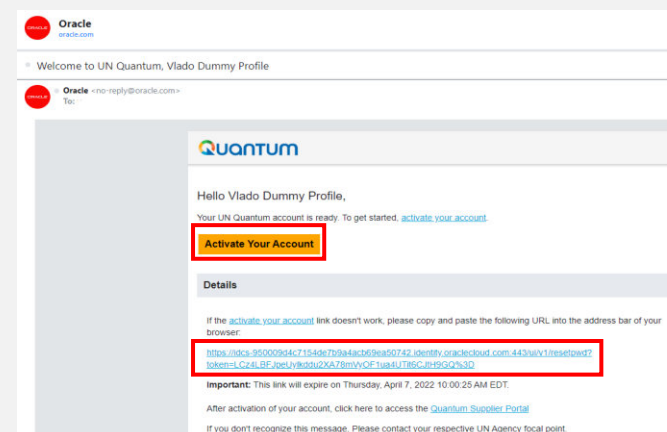 Oracle
oracle.com
Welcome to UN Quantum, Vlado Dummy Profile
Oracle <no-reply@oracle.com>
To:
Quantum
Hello Vlado Dummy Profile,
Your UN Quantum account is ready. To get started, activate your account.
Activate Your Account
Details
If the activate your account link doesn't work, please copy and paste the following URL into the address bar of your
browser:
https://idcs-950009d4c7154de7b9a4acb69ea50742.identity.oraclecloud.com:443/ui/v1/resetpwd?
token=LCz4LBFJpeUylkddu2XA78mVyOF1ua4UTit6CJtH9GQ%3D
Important: This link will expire on Thursday, April 7, 2022 10:00:25 AM EDT.
After activation of your account, click here to access the Quantum Supplier Portal
If you don't recognize this message, Please contact your respective UN Agency focal point.